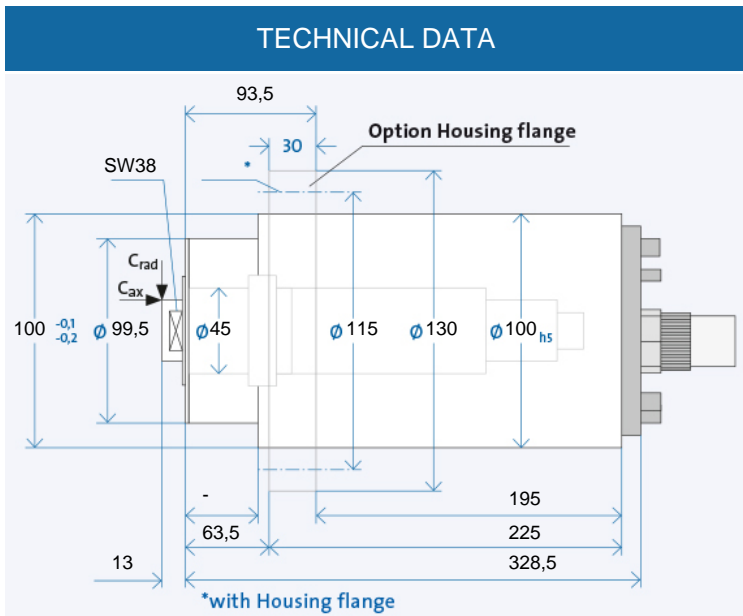 TECHNICAL DATA
93,5
Option Housing flange
30
SW38
*
Crad
Cax
100 -0,1 -0,2
ø 99,5
ø 45
ø 115
ø 130
ø 100 h5
-
195
63,5
225
13
328,5
*with Housing flange